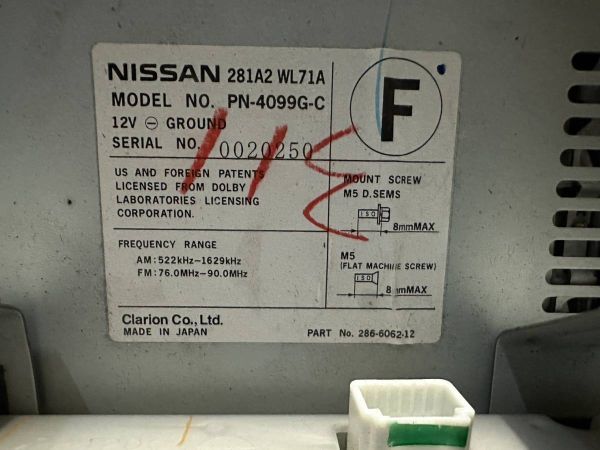 NISSAN 281A2 WL71A
MODEL NO. PN-4099G-C
12V ⊖ GROUND
SERIAL NO. 0020250
US AND FOREIGN PATENTS
LICENSED FROM DOLBY
LABORATORIES LICENSING
CORPORATION.
FREQUENCY RANGE
AM:522kHz-1629kHz
FM:76.0MHz-90.0MHz
Clarion Co., Ltd.
MADE IN JAPAN
F
MOUNT SCREW
M5 D.SEMS
ISO
8mmMAX
M5
(FLAT MACHINE SCREW)
ISO
8mmMAX
PART No. 286-6062-12